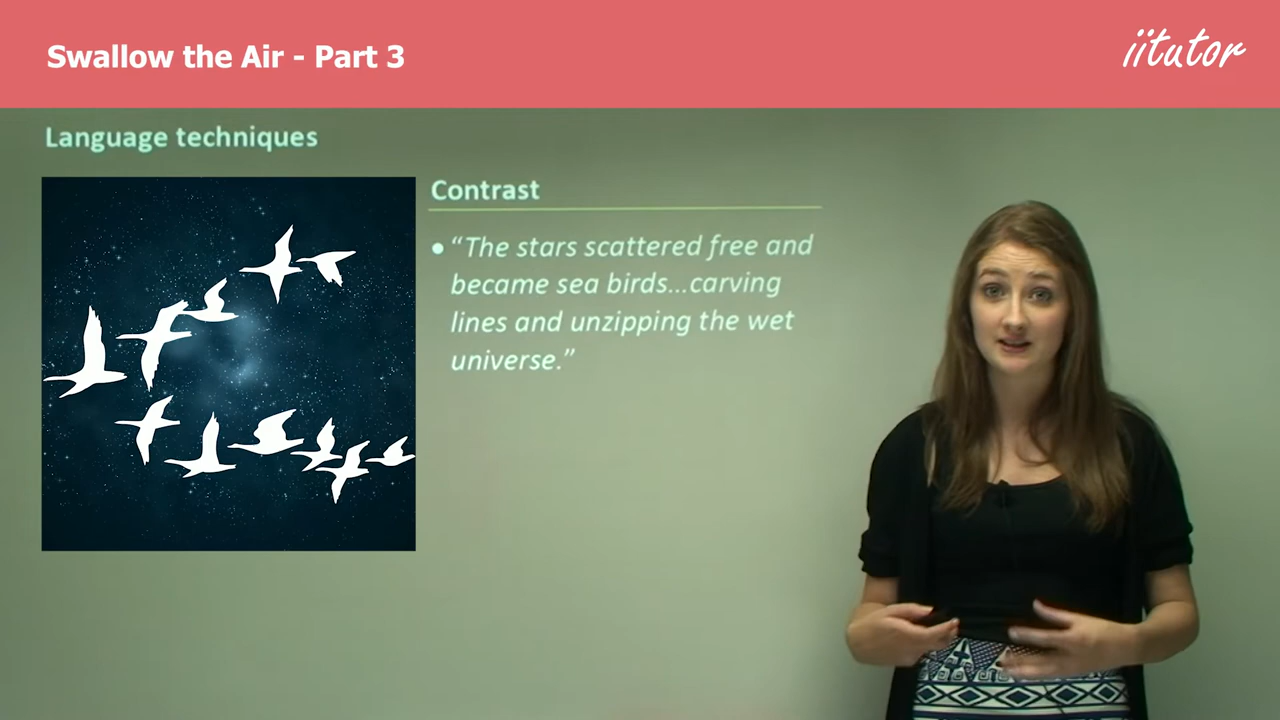 Swallow the Air - Part 3
iitutor
Language techniques
Contrast
• “The stars scattered free and
became sea birds...carving
lines and unzipping the wet
universe.”